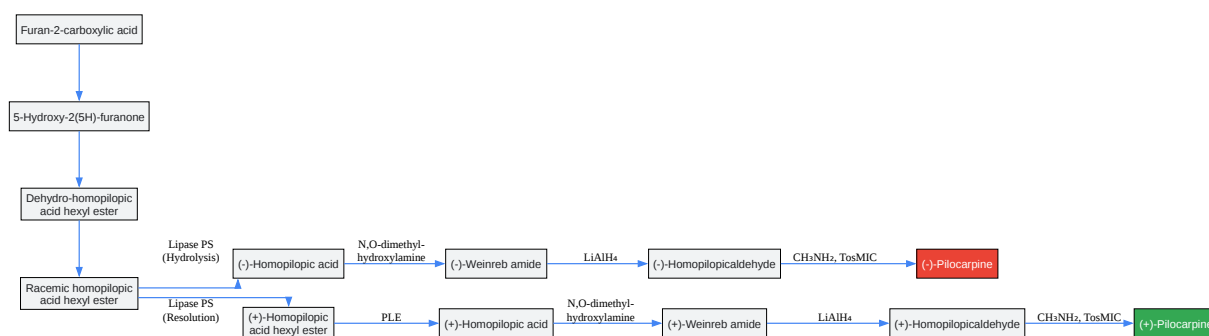 Furan-2-carboxylic acid
5-Hydroxy-2(5H)-furanone
Dehydro-homopilopic
acid hexyl ester
Racemic homopilopic
acid hexyl ester
Lipase PS
(Hydrolysis)
(-)-Homopilopic acid
N,O-dimethyl-
hydroxylamine
(-)-Weinreb amide
LiAlH₄
(-)-Homopilopicaldehyde
CH₃NH₂, TosMIC
(-)-Pilocarpine
Lipase PS
(Resolution)
(+)-Homopilopic
acid hexyl ester
PLE
(+)-Homopilopic acid
N,O-dimethyl-
hydroxylamine
(+)-Weinreb amide
LiAlH₄
(+)-Homopilopicaldehyde
CH₃NH₂, TosMIC
(+)-Pilocarpine